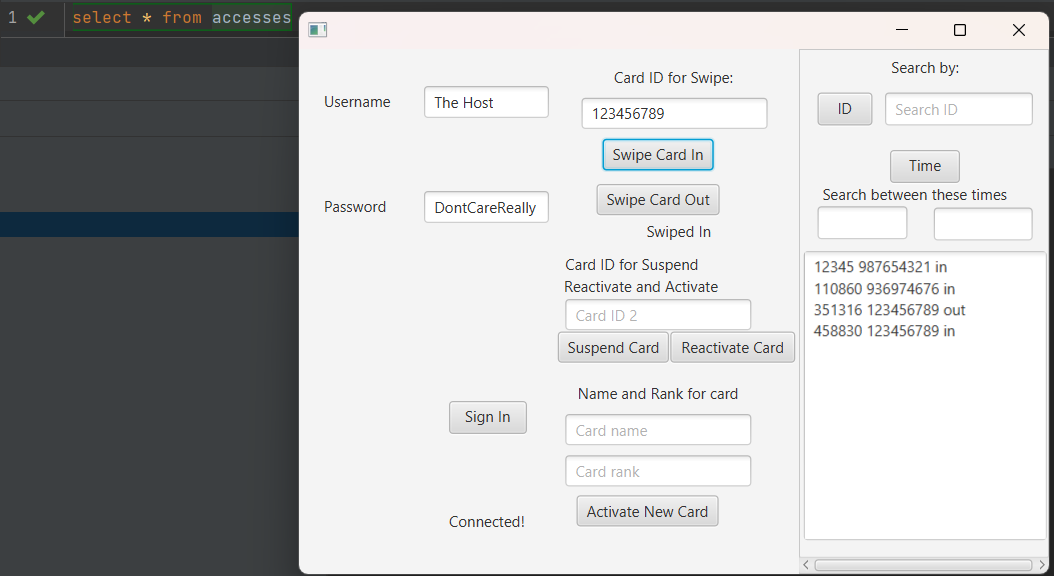 1 select * from accesses
Card ID for Swipe:
Username
The Host
123456789
Swipe Card In
Password
DontCareReally
Swipe Card Out
Swiped In
Card ID for Suspend
Reactivate and Activate
Card ID 2
Suspend Card
Reactivate Card
Name and Rank for card
Sign In
Card name
Card rank
Activate New Card
Connected!
Search by:
ID
Search ID
Time
Search between these times
12345 987654321 in
110860 936974676 in
351316 123456789 out
458830 123456789 in